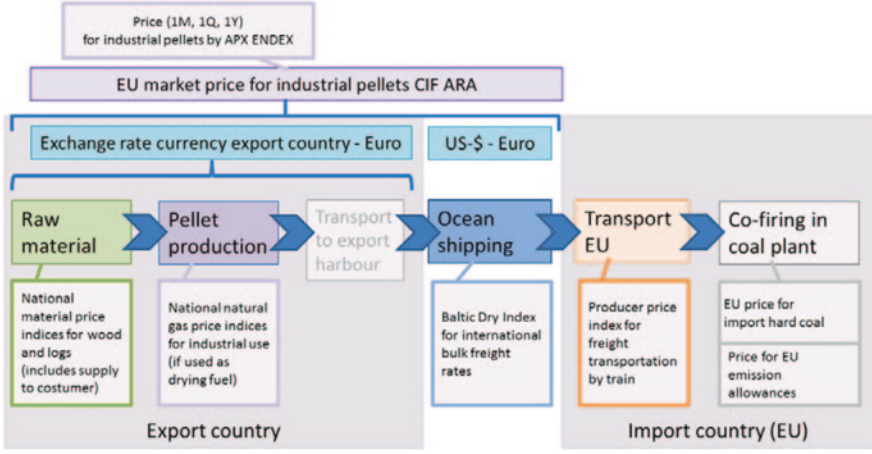 Price (1M, 1Q, 1Y)
for industrial pellets by APX ENDEX
EU market price for industrial pellets CIF ARA
Exchange rate currency export country - Euro
US-$ - Euro
Raw
material
Pellet
production
Transport
to export
harbour
Ocean
shipping
Transport
EU
Co-firing in
coal plant
National
material price
indices for wood
and logs
(includes supply
to costumer)
National natural
gas price indices
for industrial use
(if used as
drying fuel)
Baltic Dry Index
for international
bulk freight
rates
Producer price
index for
freight
transportation
by train
EU price for
import hard coal
Price for EU
emission
allowances
Export country
Import country (EU)